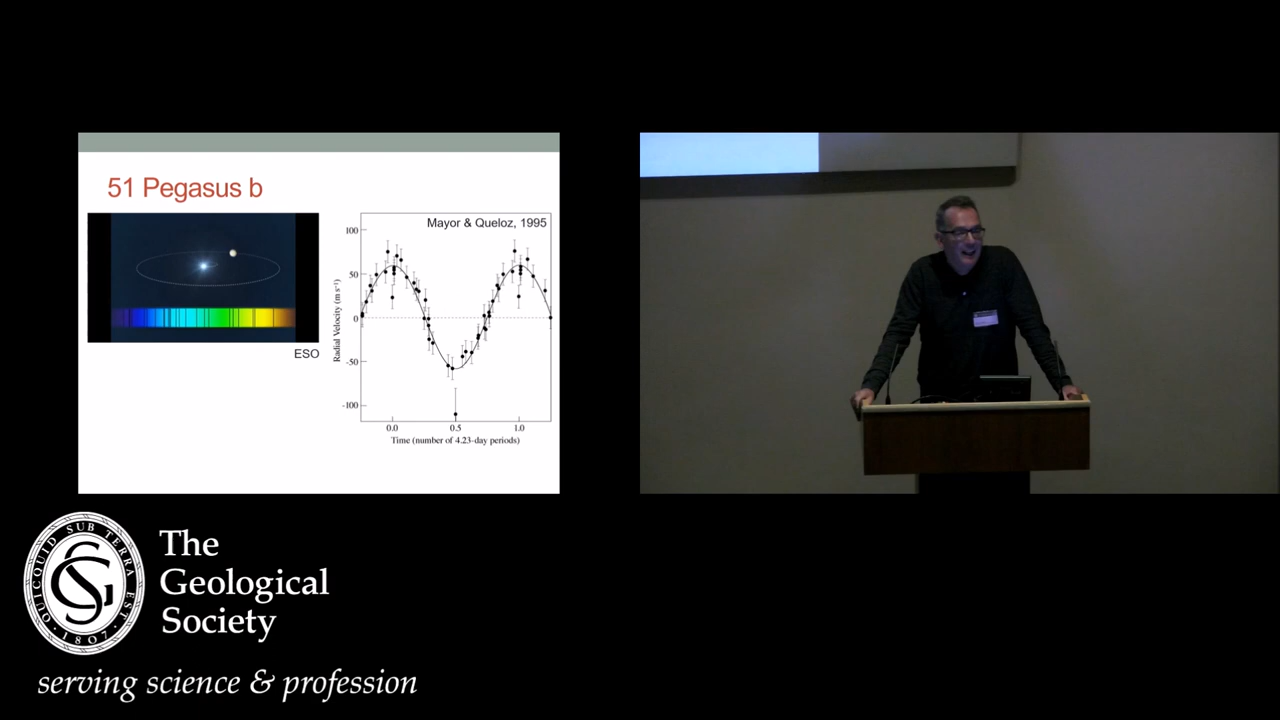 51 Pegasus b
ESO
Mayor & Queloz, 1995
100
50
0
-50
-100
Radial Velocity (m s⁻¹)
0.0 0.5 1.0
Time (number of 4.23-day periods)
QUICQUID SUB TERRA EST
· 1807 ·
The
Geological
Society
serving science & profession